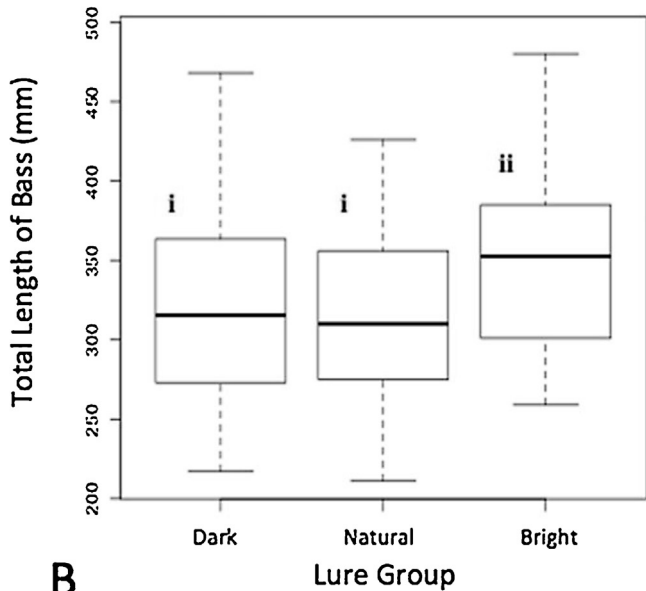 Total Length of Bass (mm)
500
450
400
350
300
250
200
i
i
ii
Dark Natural Bright
Lure Group
B